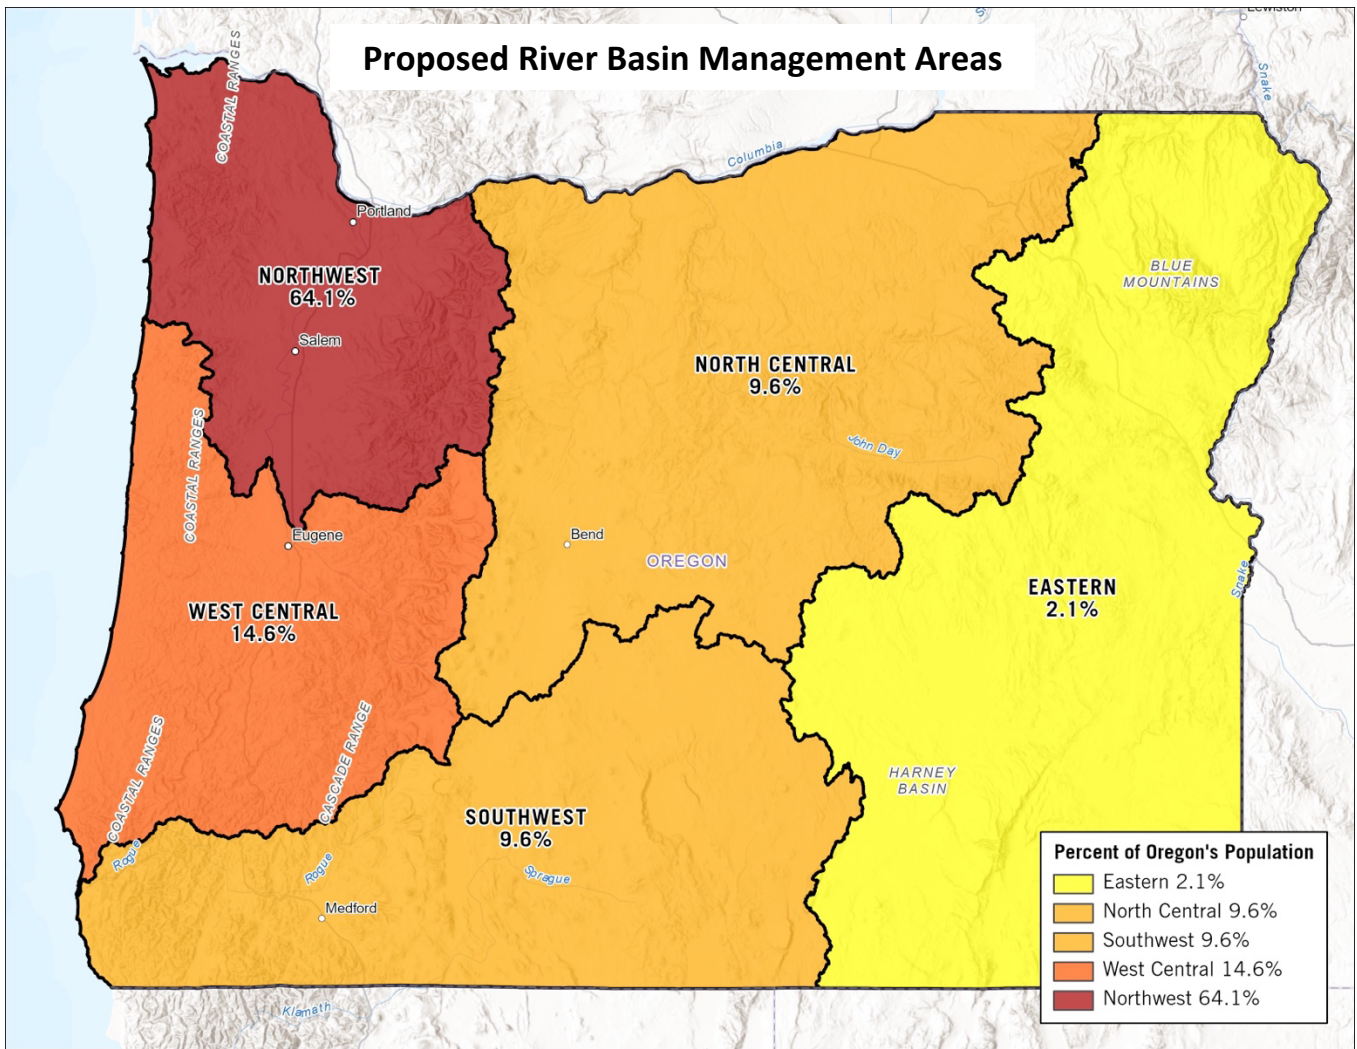 Proposed River Basin Management Areas
Lewiston
Snake
COASTAL RANGES
Columbia
Portland
NORTHWEST
64.1%
BLUE
MOUNTAINS
Salem
NORTH CENTRAL
9.6%
COASTAL RANGES
John Day
Eugene
Bend
OREGON
Snake
EASTERN
2.1%
WEST CENTRAL
14.6%
COASTAL RANGES
CASCADE RANGE
HARNEY
BASIN
SOUTHWEST
9.6%
Rogue
Rogue
Sprague
Medford
Klamath
Percent of Oregon's Population
Eastern 2.1%
North Central 9.6%
Southwest 9.6%
West Central 14.6%
Northwest 64.1%